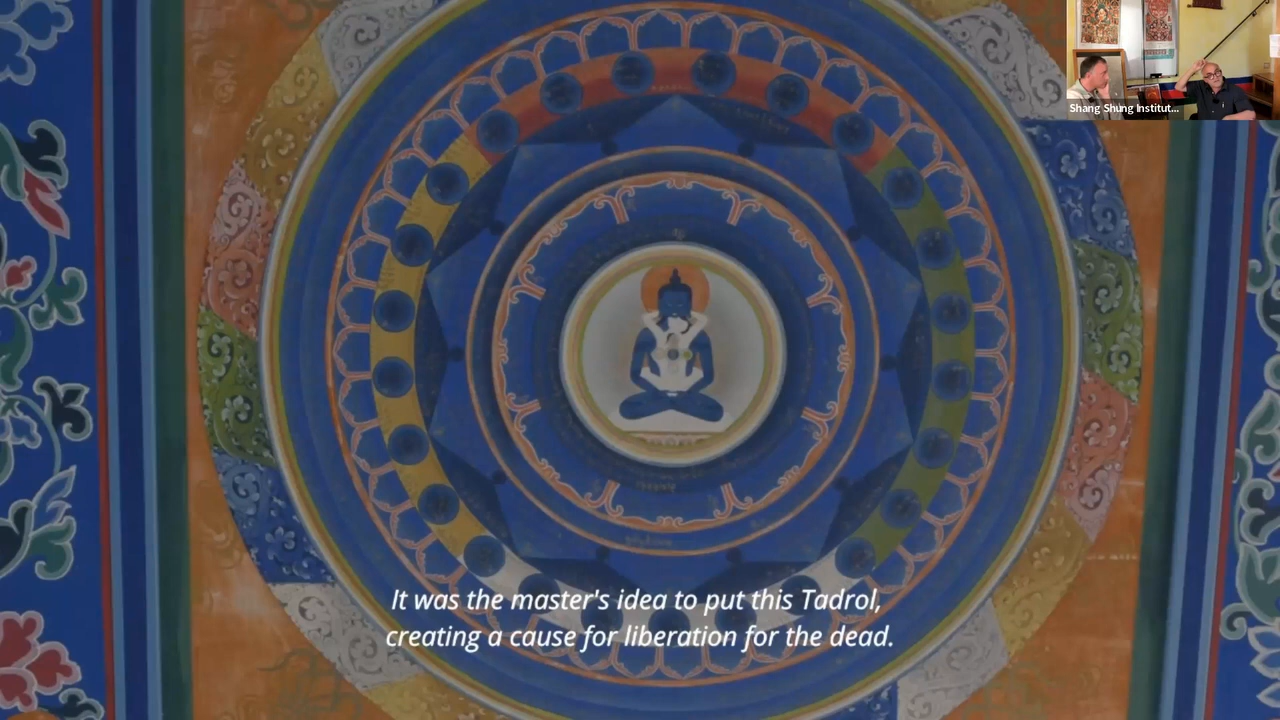 Shang Shung Institut...
It was the master's idea to put this Tadrol,
creating a cause for liberation for the dead.